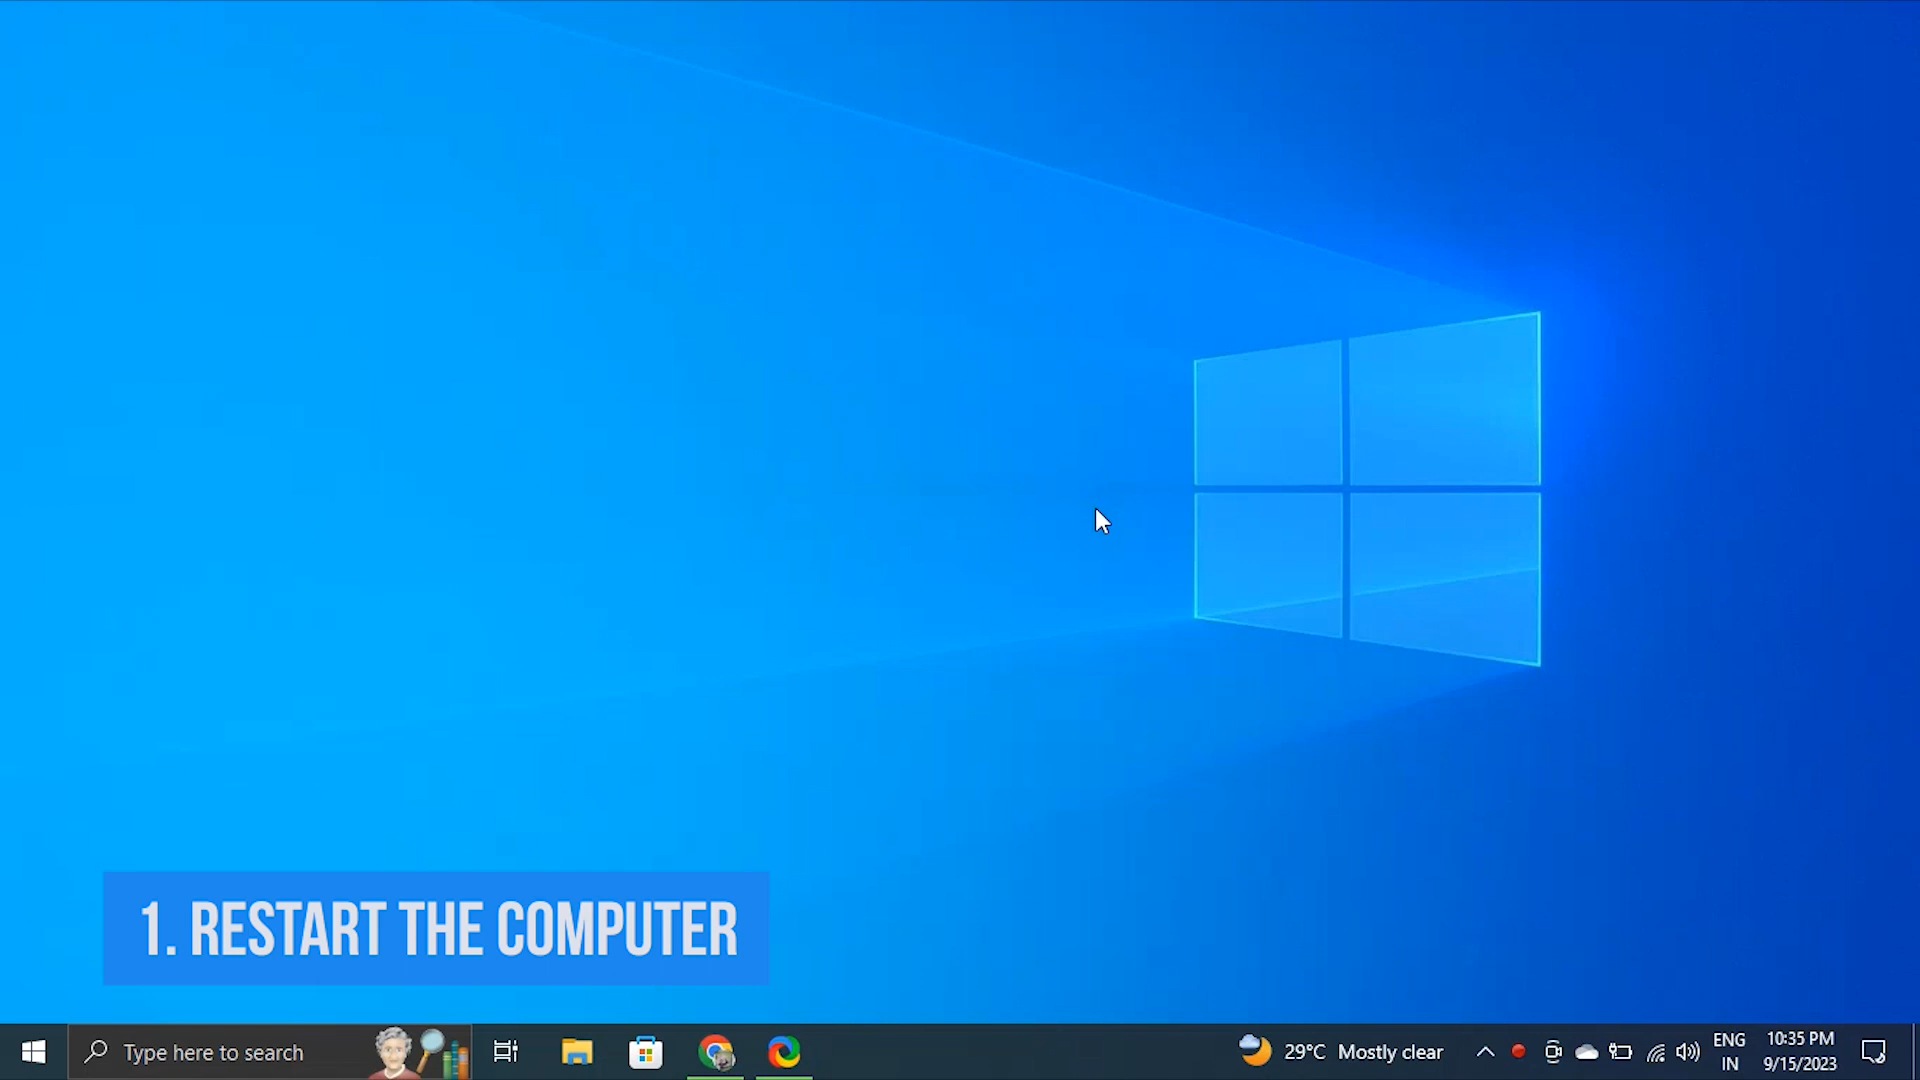 1. RESTART THE COMPUTER
Type here to search
29°C Mostly clear
ENG
IN
10:35 PM
9/15/2023